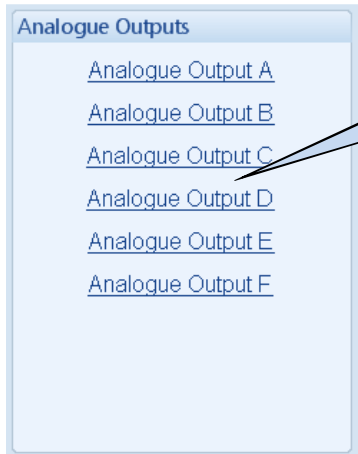 Analogue Outputs
Analogue Output A
Analogue Output B
Analogue Output C
Analogue Output D
Analogue Output E
Analogue Output F